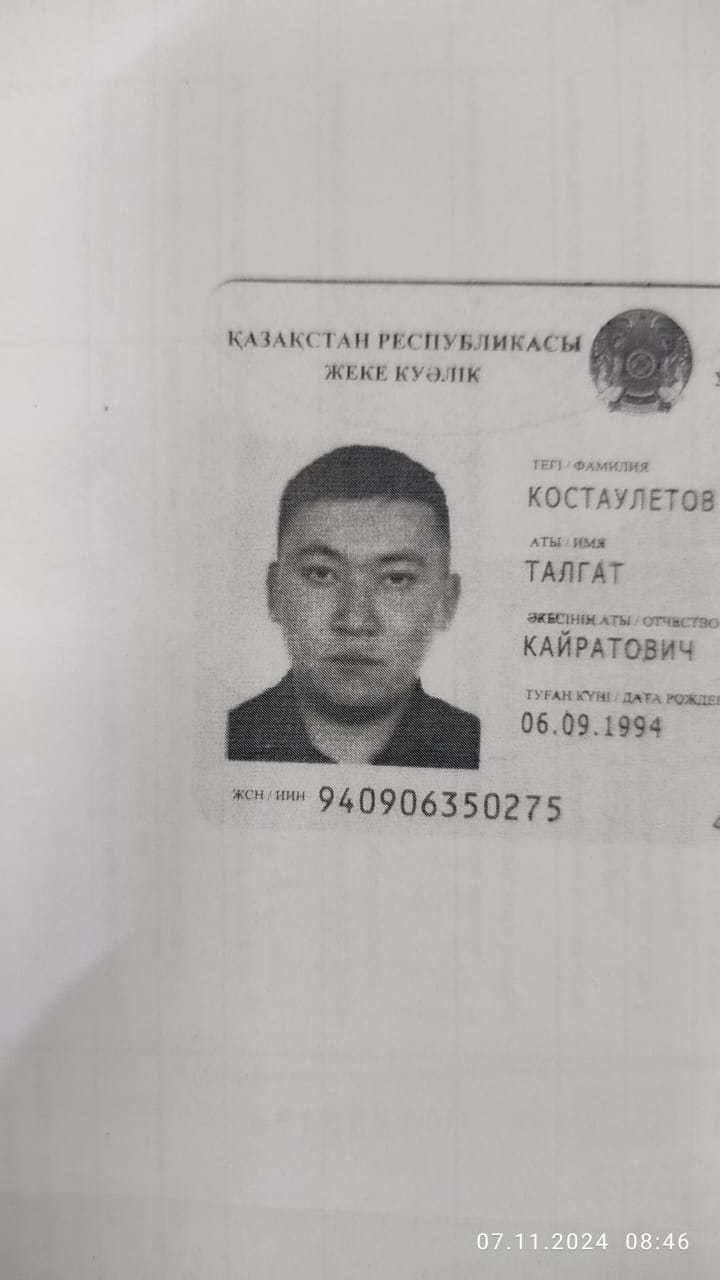 ҚАЗАҚСТАН РЕСПУБЛИКАСЫ
ЖЕКЕ КУӘЛІК
ТЕГІ / ФАМИЛИЯ
КОСТАУЛЕТОВ
АТЫ / ИМЯ
ТАЛГАТ
ӘКЕСІНІҢ АТЫ / ОТЧЕСТВО
КАЙРАТОВИЧ
ТУҒАН КҮНІ / ДАТА
06.09.1994
ЖСН / ИИН 940906350275
07.11.2024 08:46